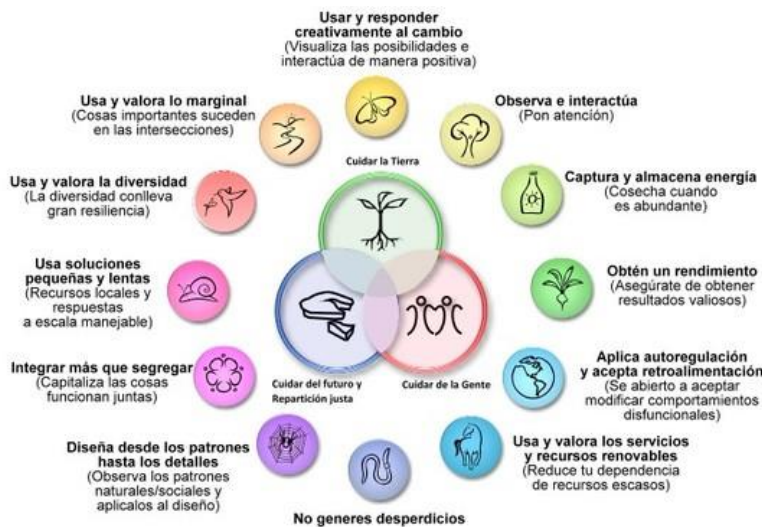 Usar y responder
creativamente al cambio
(Visualiza las posibilidades e
interactúa de manera positiva)
Observa e interactúa
(Pon atención)
Captura y almacena energía
(Cosecha cuando
es abundante)
Obtén un rendimiento
(Asegúrate de obtener
resultados valiosos)
Aplica autoregulación
y acepta retroalimentación
(Se abierto a aceptar
modificar comportamientos
disfuncionales)
Usa y valora los servicios
y recursos renovables
(Reduce tu dependencia
de recursos escasos)
No generes desperdicios
Diseña desde los patrones
hasta los detalles
(Observa los patrones
naturales/sociales y
aplicalos al diseño)
Integrar más que segregar
(Capitaliza las cosas
funcionan juntas)
Usa soluciones
pequeñas y lentas
(Recursos locales y
respuestas
a escala manejable)
Usa y valora la diversidad
(La diversidad conlleva
gran resiliencia)
Usa y valora lo marginal
(Cosas importantes suceden
en las intersecciones)
Cuidar la Tierra
Cuidar del futuro y
Repartición justa
Cuidar de la Gente